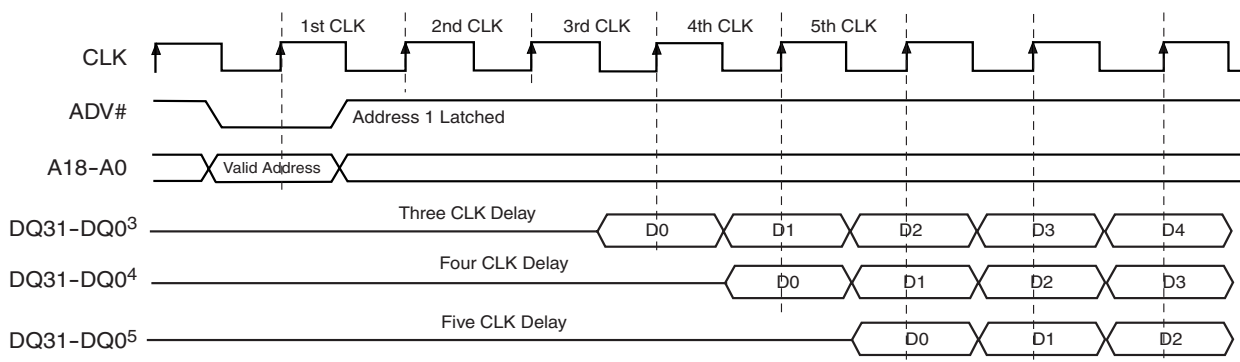 1st CLK 2nd CLK 3rd CLK 4th CLK 5th CLK
CLK
ADV# Address 1 Latched
A18-A0 Valid Address
DQ31-DQ0³ Three CLK Delay D0 D1 D2 D3 D4
DQ31-DQ0⁴ Four CLK Delay D0 D1 D2 D3
DQ31-DQ0⁵ Five CLK Delay D0 D1 D2